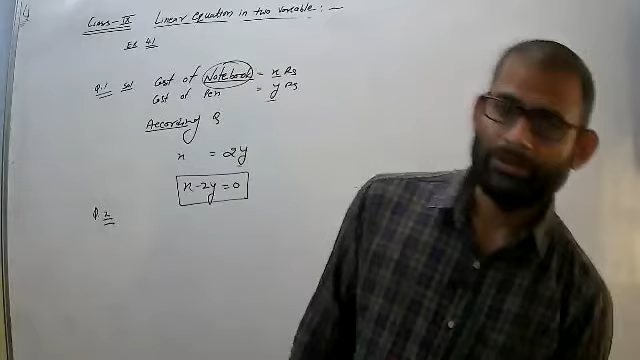 Class-IX Linear equation in two variable :-
Ex 4.1
Q.1 Sol Cost of Notebook = x Rs
Cost of Pen = y Rs
According Q
x = 2y
x-2y=0
Q.2